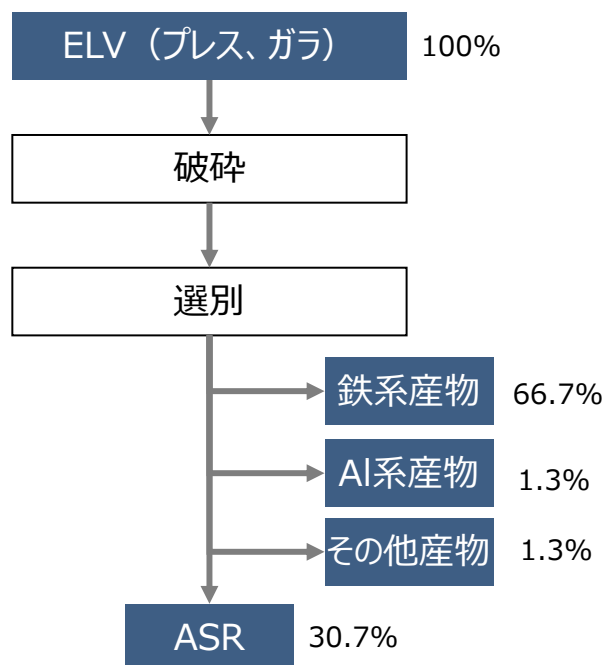 ELV（プレス、ガラ） 100%
破砕
選別
鉄系産物 66.7%
Al系産物 1.3%
その他産物 1.3%
ASR 30.7%